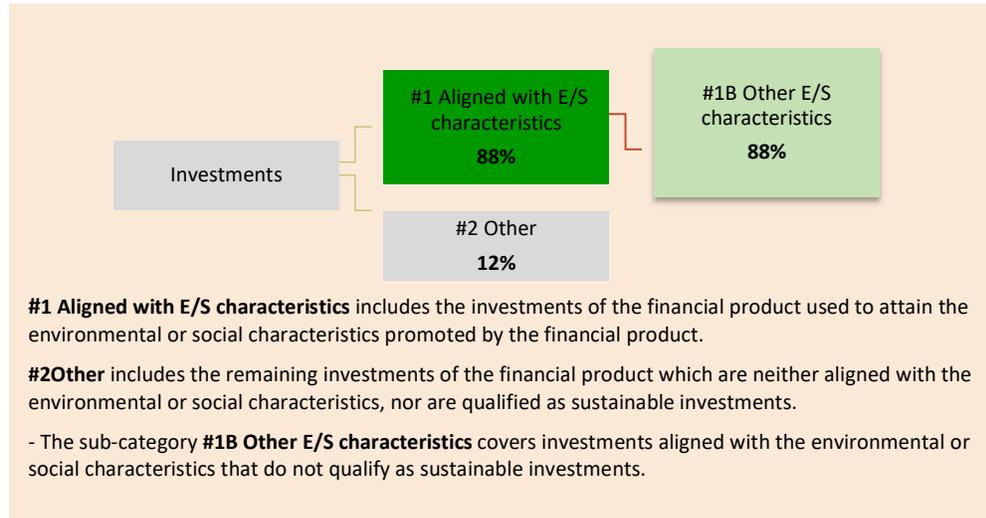 #1 Aligned with E/S
characteristics
88%
#1B Other E/S
characteristics
88%
Investments
#2 Other
12%
#1 Aligned with E/S characteristics includes the investments of the financial product used to attain the
environmental or social characteristics promoted by the financial product.
#2Other includes the remaining investments of the financial product which are neither aligned with the
environmental or social characteristics, nor are qualified as sustainable investments.
- The sub-category #1B Other E/S characteristics covers investments aligned with the environmental or
social characteristics that do not qualify as sustainable investments.